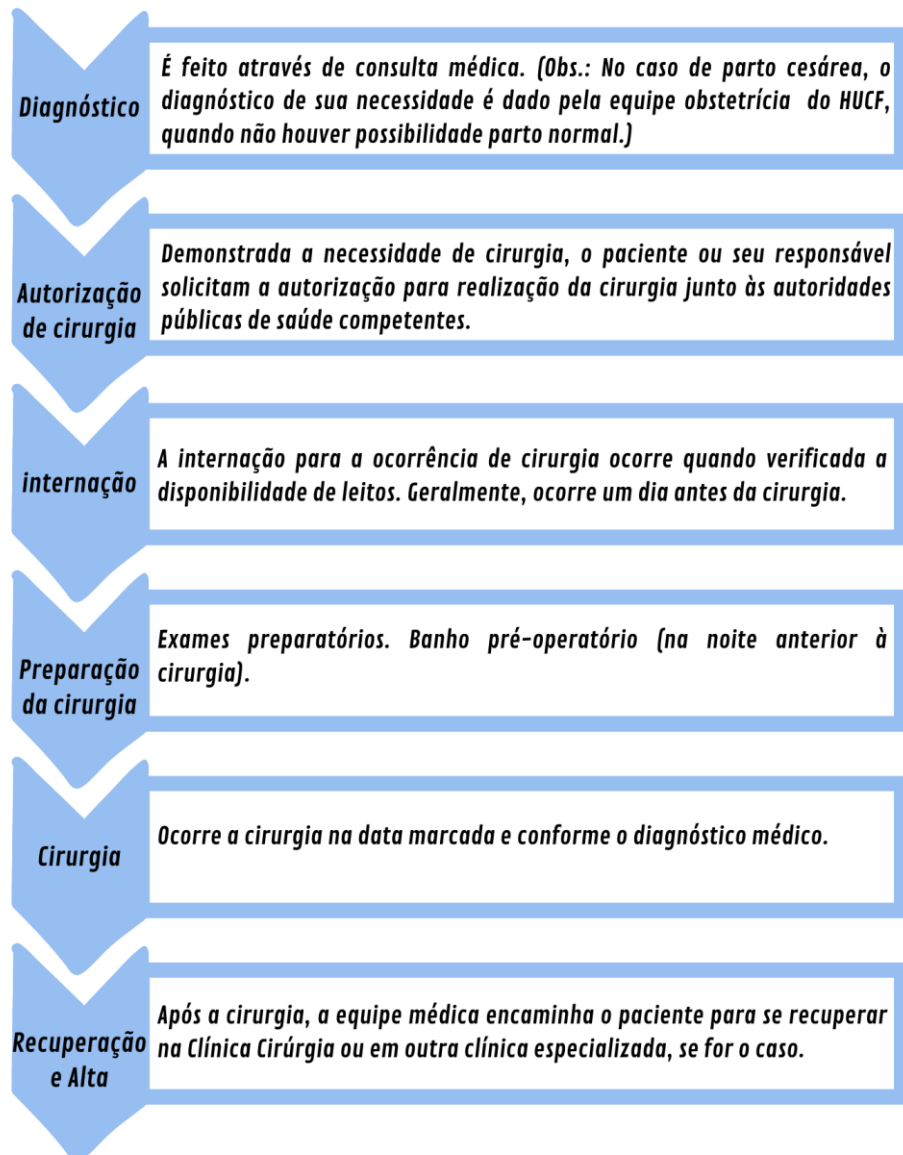 Diagnóstico
É feito através de consulta médica. (Obs.: No caso de parto cesárea, o
diagnóstico de sua necessidade é dado pela equipe obstetrícia do HUCF,
quando não houver possibilidade parto normal.)
Autorização
de cirurgia
Demonstrada a necessidade de cirurgia, o paciente ou seu responsável
solicitam a autorização para realização da cirurgia junto às autoridades
públicas de saúde competentes.
internação
A internação para a ocorrência de cirurgia ocorre quando verificada a
disponibilidade de leitos. Geralmente, ocorre um dia antes da cirurgia.
Preparação
da cirurgia
Exames preparatórios. Banho pré-operatório (na noite anterior à
cirurgia).
Cirurgia
Ocorre a cirurgia na data marcada e conforme o diagnóstico médico.
Recuperação
e Alta
Após a cirurgia, a equipe médica encaminha o paciente para se recuperar
na Clínica Cirúrgia ou em outra clínica especializada, se for o caso.